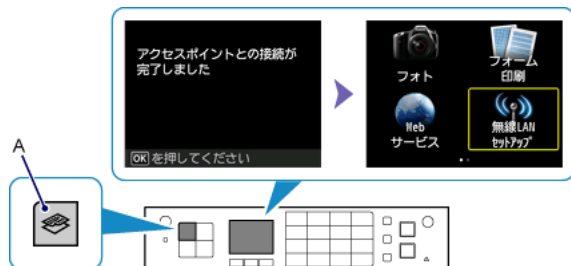 アクセスポイントとの接続が
完了しました
OKを押してください
フォト
フォーム
印刷
Web
サービス
無線LAN
セットアップ
A